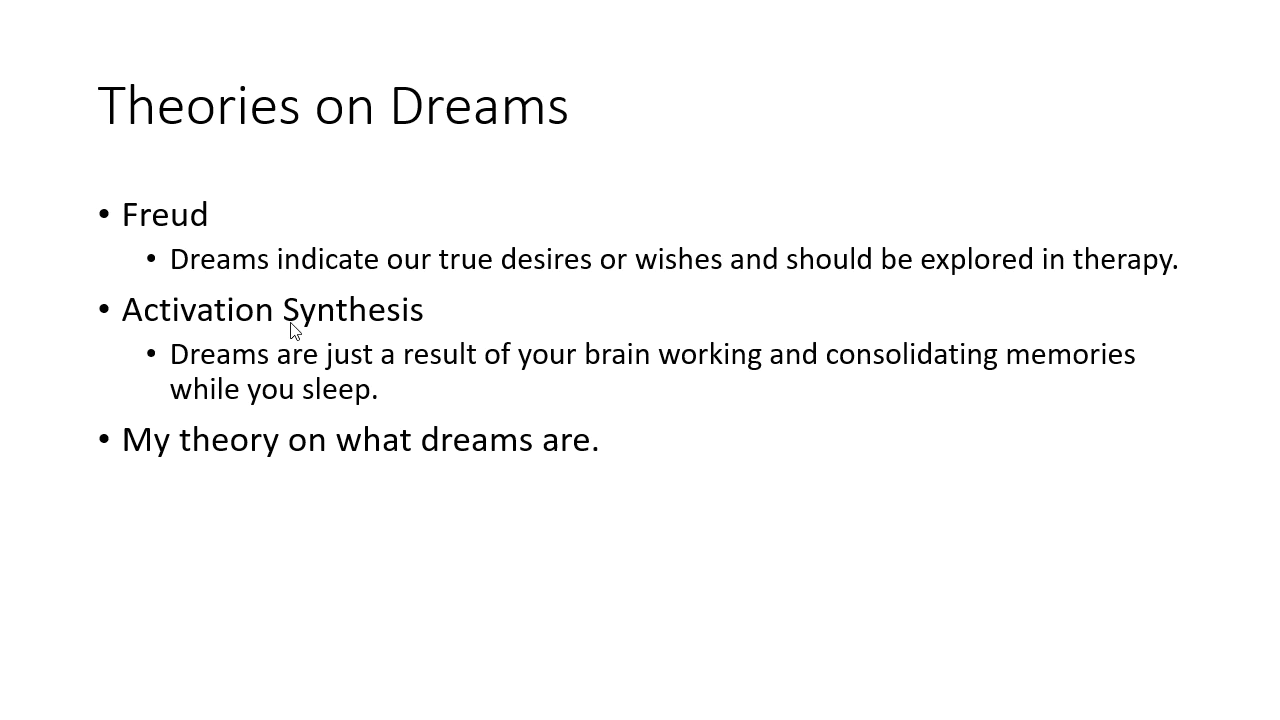 Theories on Dreams
• Freud
• Dreams indicate our true desires or wishes and should be explored in therapy.
• Activation Synthesis
• Dreams are just a result of your brain working and consolidating memories
while you sleep.
• My theory on what dreams are.